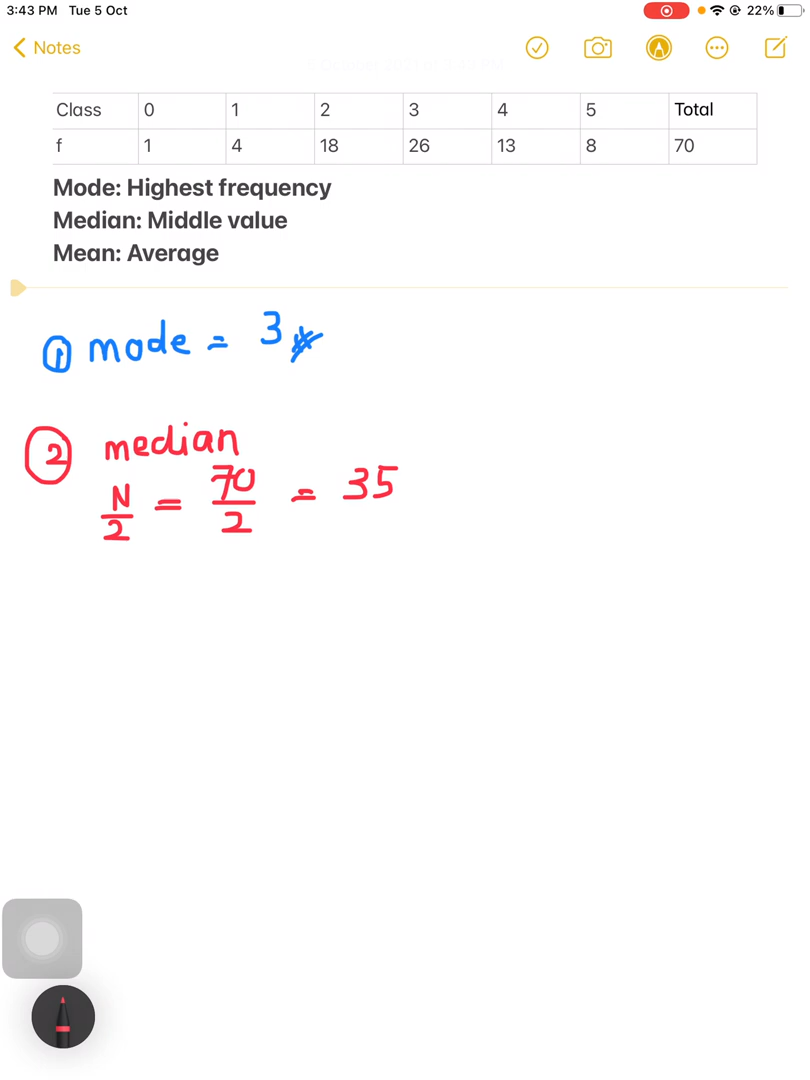 3:43 PM Tue 5 Oct 22%
Notes
Class 0 1 2 3 4 5 Total
f 1 4 18 26 13 8 70
Mode: Highest frequency
Median: Middle value
Mean: Average
① mode = 3
② median
N/2 = 70/2 = 35